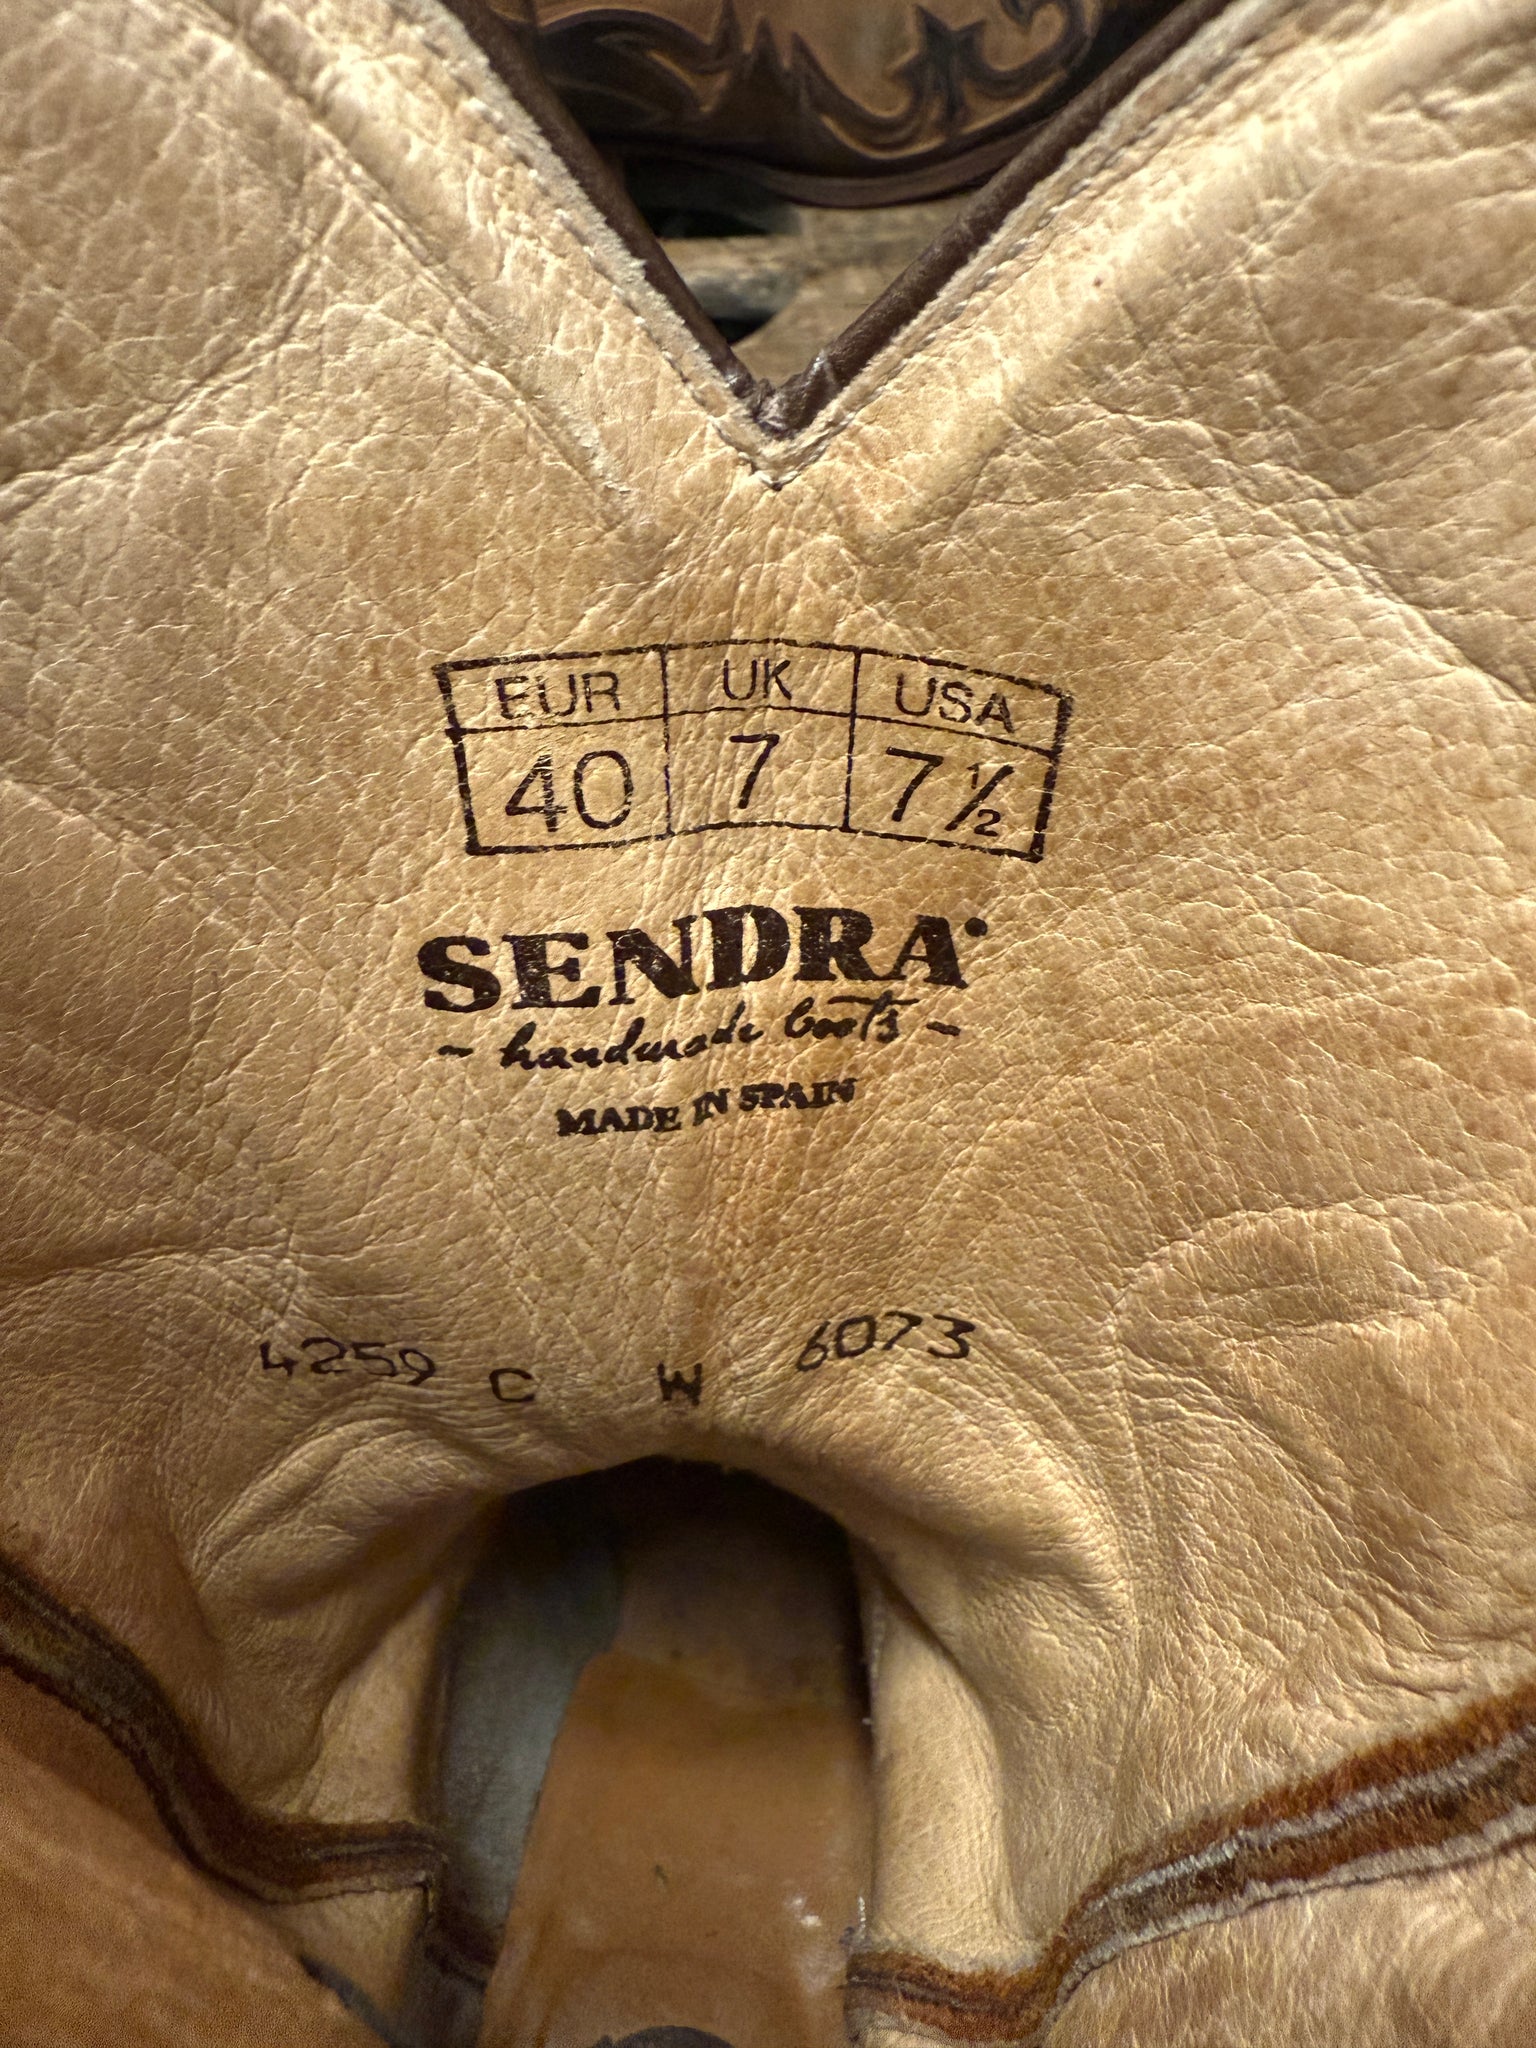 EUR UK USA
40 7 7½
SENDRA
~ handmade boots ~
MADE IN SPAIN
4259 C W 6073